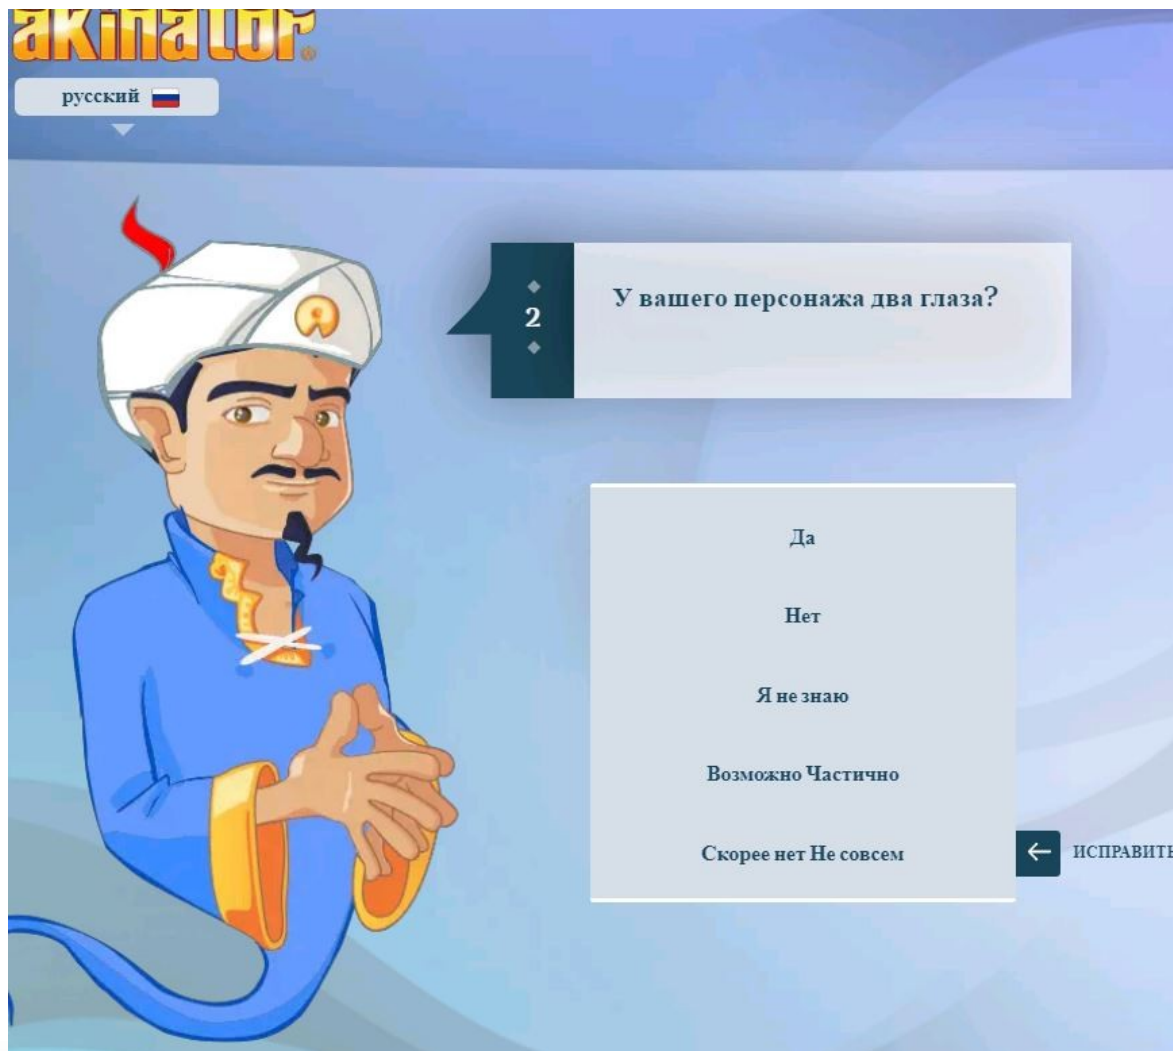 akinator®
русский
2
У вашего персонажа два глаза?
Да
Нет
Я не знаю
Возможно Частично
Скорее нет Не совсем
ИСПРАВИТЬ